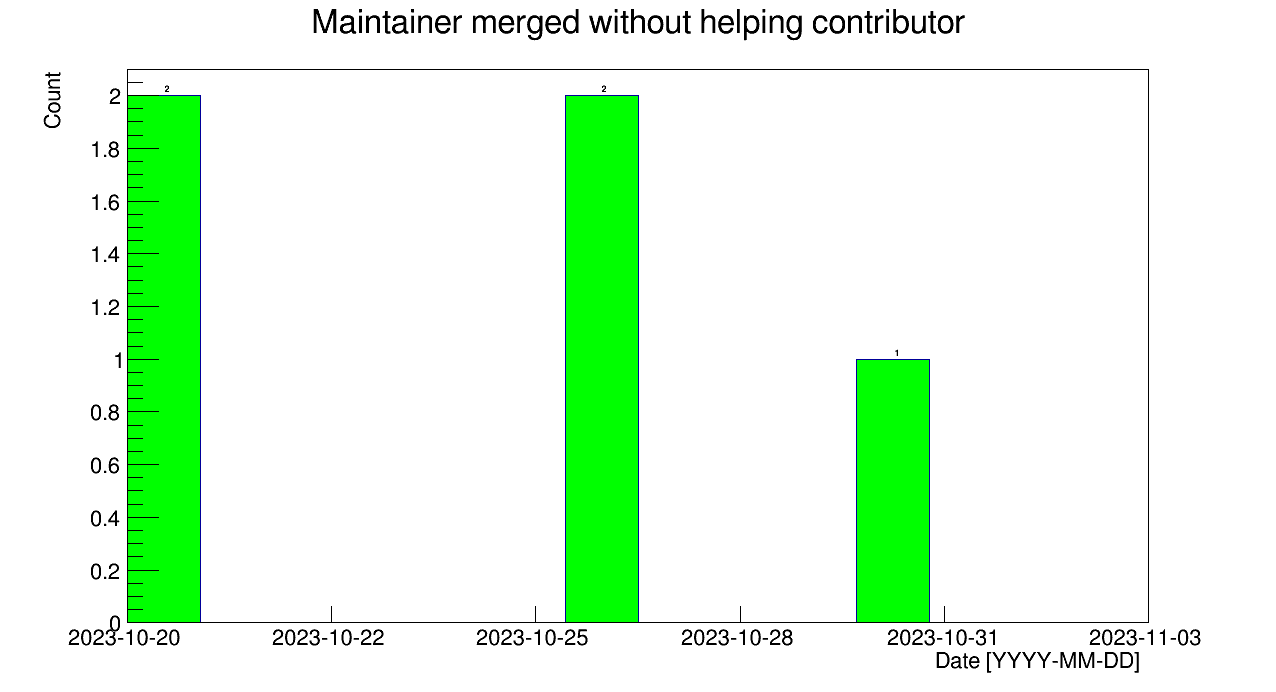 Maintainer merged without helping contributor
Count
2
1.8
1.6
1.4
1.2
1
0.8
0.6
0.4
0.2
0
2 2 1
2023-10-20 2023-10-22 2023-10-25 2023-10-28 2023-10-31 2023-11-03
Date [YYYY-MM-DD]